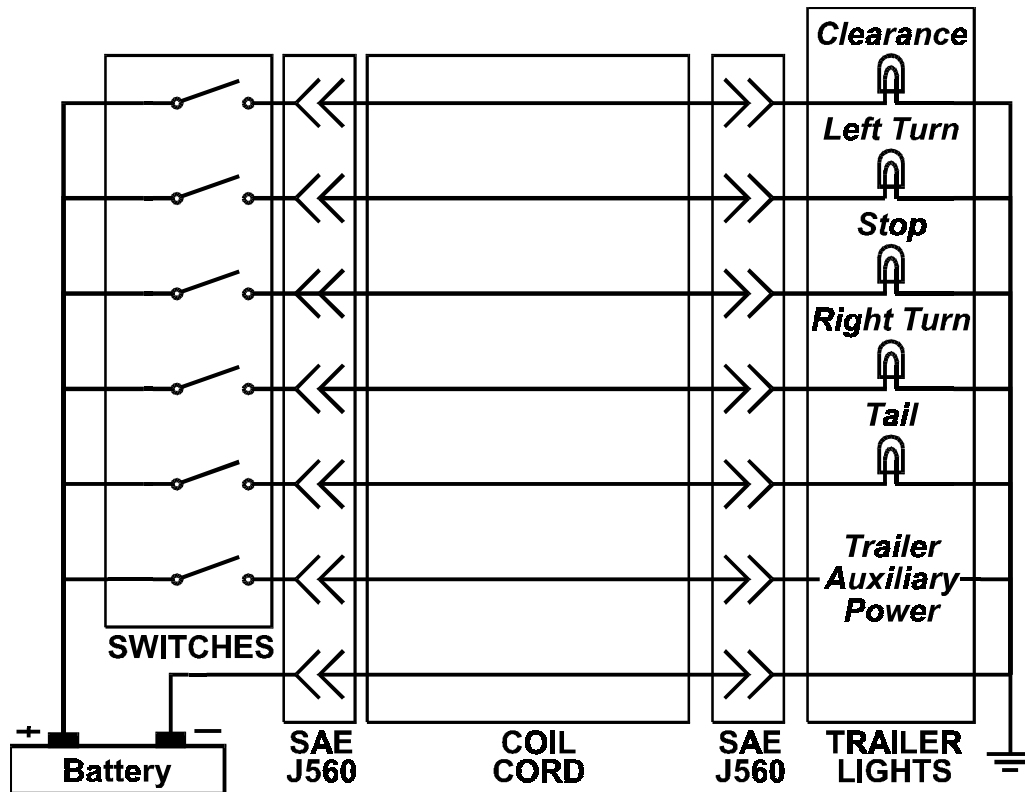 Clearance
Left Turn
Stop
Right Turn
Tail
Trailer
Auxiliary
Power
SWITCHES
+ −
Battery
SAE
J560
COIL
CORD
SAE
J560
TRAILER
LIGHTS